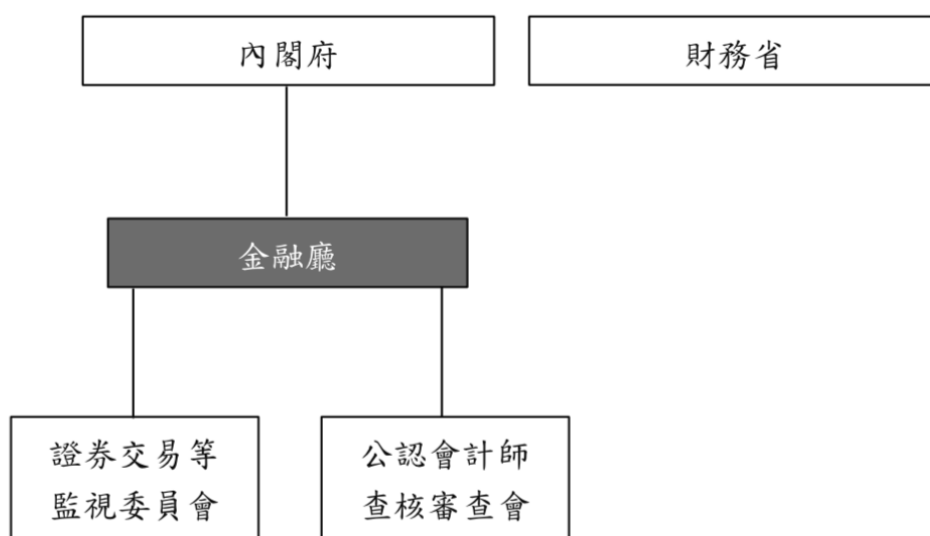 內閣府
財務省
金融廳
證券交易等
監視委員會
公認會計師
查核審查會